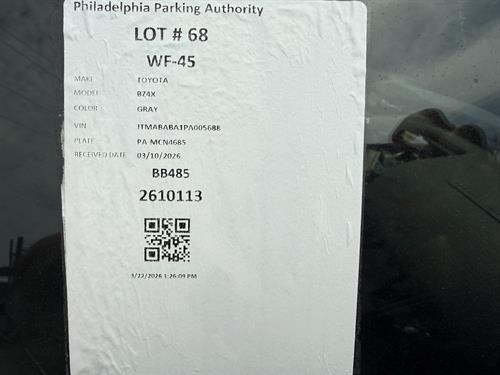 Philadelphia Parking Authority
LOT # 68
WF-45
MAKE TOYOTA
MODEL BZ4X
COLOR GRAY
VIN JTMABABA1PA005688
PLATE PA-MCN4685
RECEIVED DATE 03/10/2026
BB485
2610113
3/22/2026 1:26:09 PM